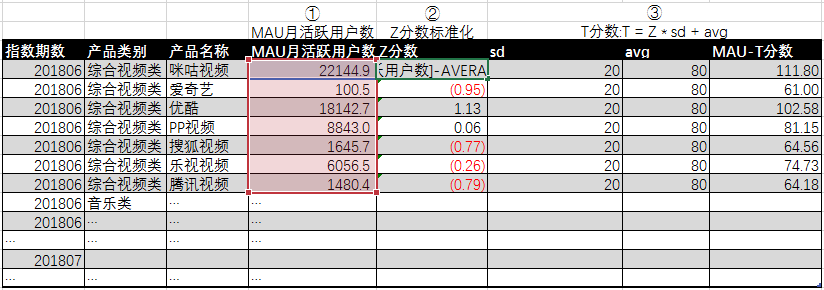 ① ② ③
MAU月活跃用户数 Z分数标准化 T分数:T = Z * sd + avg
指数期数 产品类别 产品名称 MAU月活跃用户数 Z分数 sd avg MAU-T分数
201806 综合视频类 咪咕视频 22144.9 用户数]-AVERA 20 80 111.80
201806 综合视频类 爱奇艺 100.5 (0.95) 20 80 61.00
201806 综合视频类 优酷 18142.7 1.13 20 80 102.58
201806 综合视频类 PP视频 8843.0 0.06 20 80 81.15
201806 综合视频类 搜狐视频 1645.7 (0.77) 20 80 64.56
201806 综合视频类 乐视视频 6056.5 (0.26) 20 80 74.73
201806 综合视频类 腾讯视频 1480.4 (0.79) 20 80 64.18
201806 音乐类 ... ...
201806 ... ... ...
... ... ... ...
201807
... ... ... ...